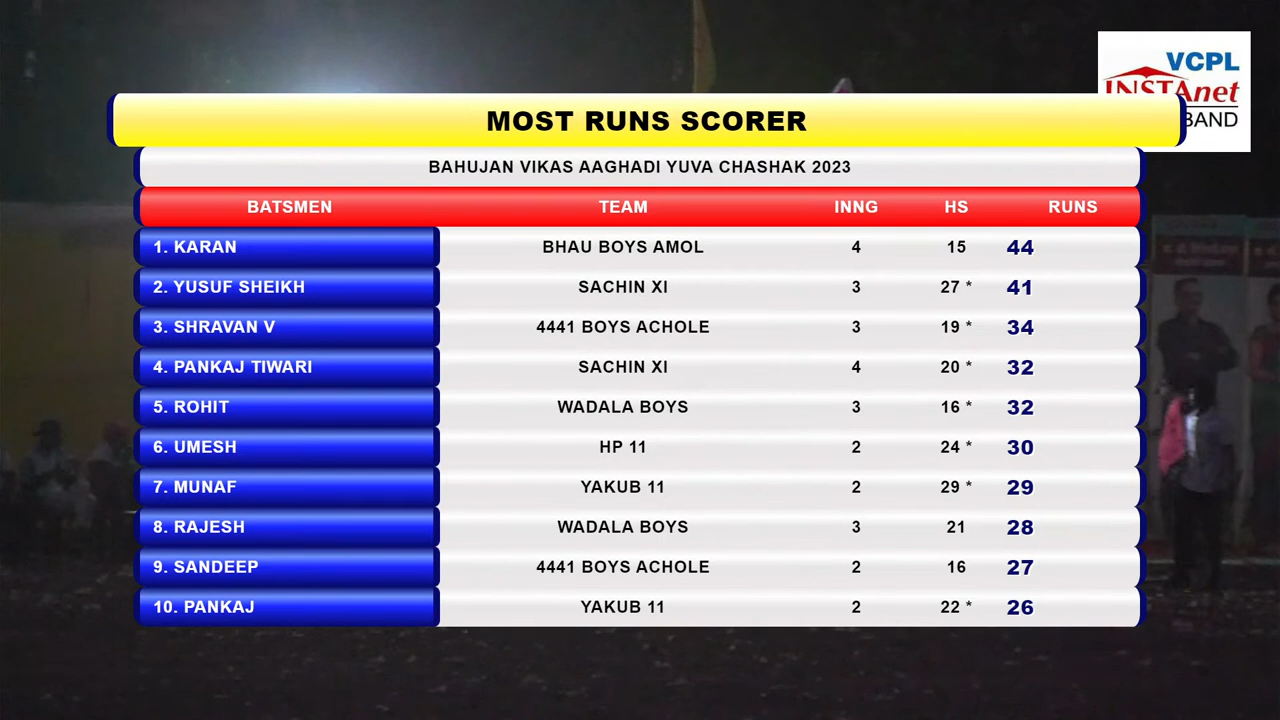 VCPL
INSTAnet
BAND
MOST RUNS SCORER
BAHUJAN VIKAS AAGHADI YUVA CHASHAK 2023
BATSMEN TEAM INNG HS RUNS
1. KARAN BHAU BOYS AMOL 4 15 44
2. YUSUF SHEIKH SACHIN XI 3 27 * 41
3. SHRAVAN V 4441 BOYS ACHOLE 3 19 * 34
4. PANKAJ TIWARI SACHIN XI 4 20 * 32
5. ROHIT WADALA BOYS 3 16 * 32
6. UMESH HP 11 2 24 * 30
7. MUNAF YAKUB 11 2 29 * 29
8. RAJESH WADALA BOYS 3 21 28
9. SANDEEP 4441 BOYS ACHOLE 2 16 27
10. PANKAJ YAKUB 11 2 22 * 26